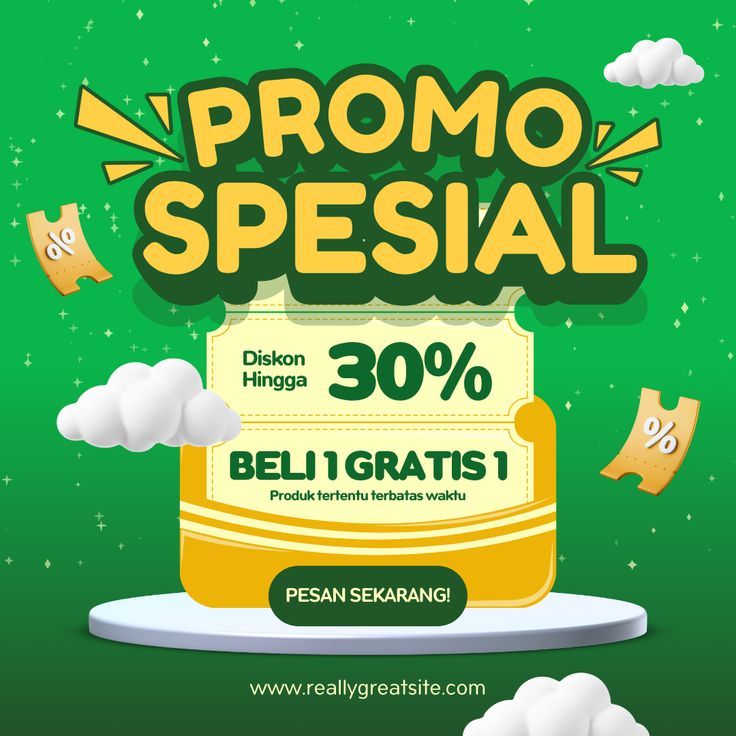 PROMO
SPESIAL
%
Diskon
Hingga
30%
%
BELI 1 GRATIS 1
Produk tertentu terbatas waktu
PESAN SEKARANG!
www.reallygreatsite.com